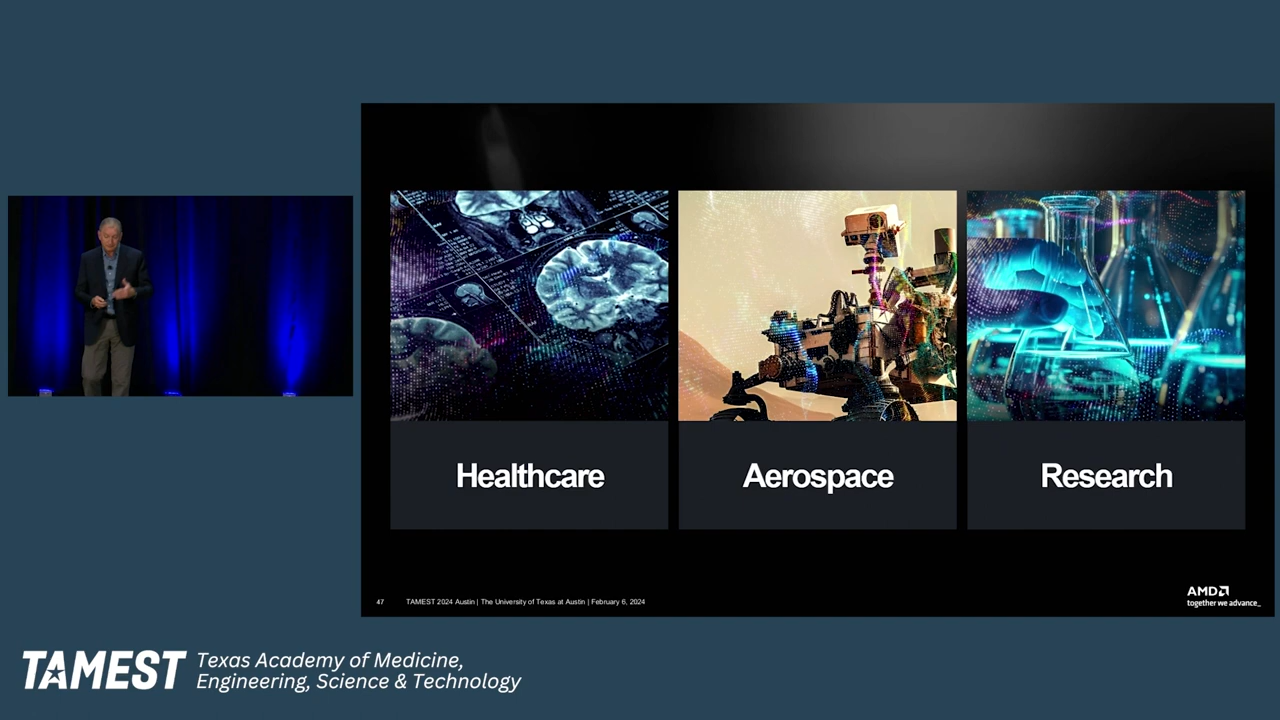 Healthcare
Aerospace
Research
47 TAMEST 2024 Austin | The University of Texas at Austin | February 6, 2024
AMD
together we advance_
TAMEST
Texas Academy of Medicine,
Engineering, Science & Technology